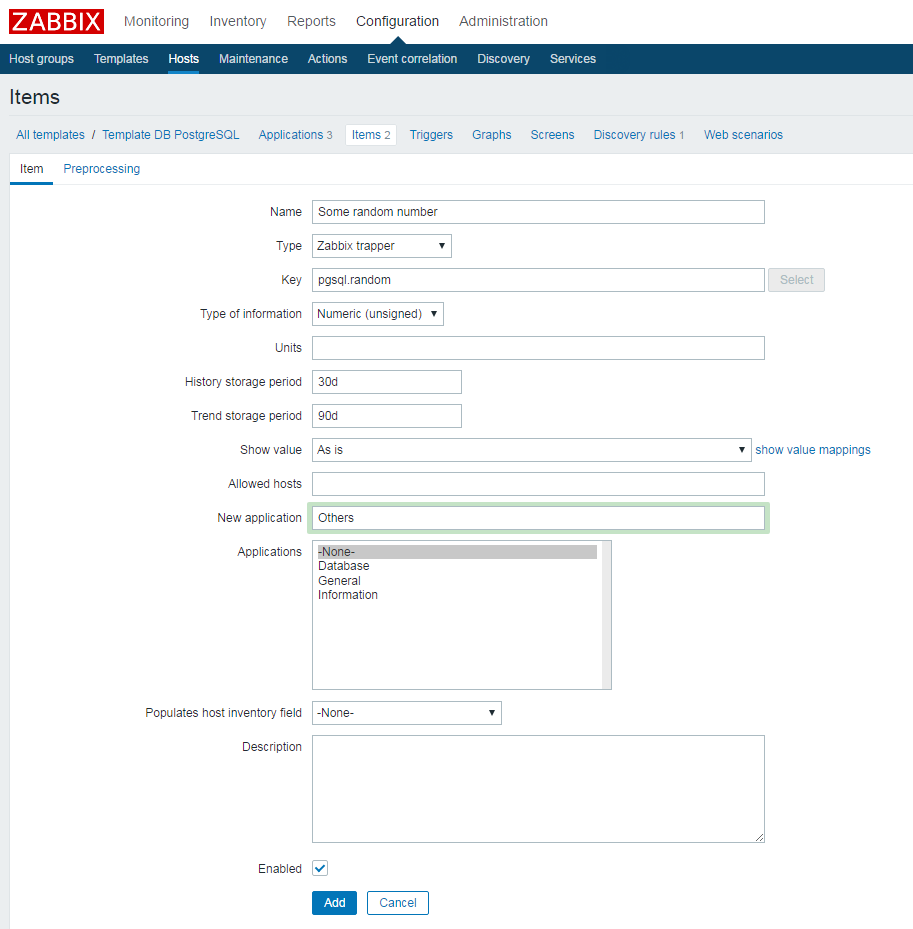 ZABBIX Monitoring Inventory Reports Configuration Administration
Host groups Templates Hosts Maintenance Actions Event correlation Discovery Services
Items
All templates / Template DB PostgreSQL Applications 3 Items 2 Triggers Graphs Screens Discovery rules 1 Web scenarios
Item Preprocessing
Name Some random number
Type Zabbix trapper
Key pgsql.random Select
Type of information Numeric (unsigned)
Units
History storage period 30d
Trend storage period 90d
Show value As is show value mappings
Allowed hosts
New application Others
Applications -None-
Database
General
Information
Populates host inventory field -None-
Description
Enabled
Add Cancel